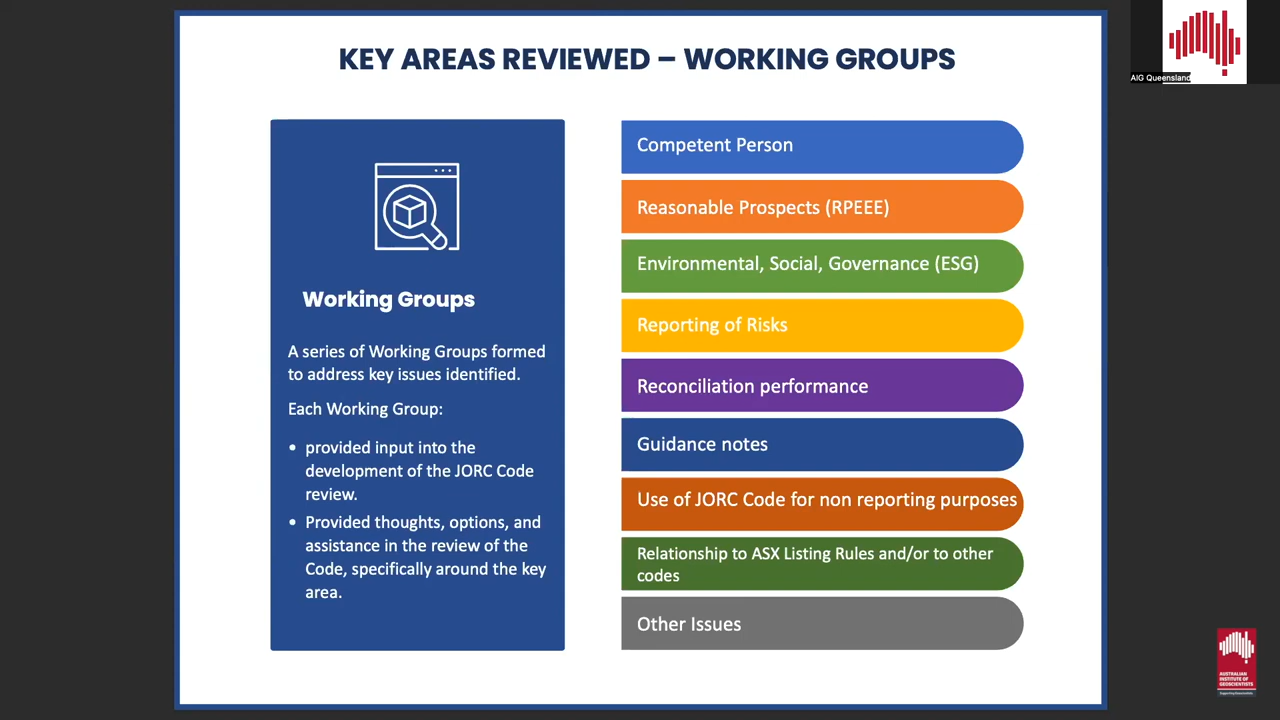 KEY AREAS REVIEWED – WORKING GROUPS
AIG Queensland
Working Groups
A series of Working Groups formed
to address key issues identified.
Each Working Group:
• provided input into the
development of the JORC Code
review.
• Provided thoughts, options, and
assistance in the review of the
Code, specifically around the key
area.
Competent Person
Reasonable Prospects (RPEEE)
Environmental, Social, Governance (ESG)
Reporting of Risks
Reconciliation performance
Guidance notes
Use of JORC Code for non reporting purposes
Relationship to ASX Listing Rules and/or to other
codes
Other Issues
AUSTRALIAN
INSTITUTE OF
GEOSCIENTISTS
Supporting Geoscientists